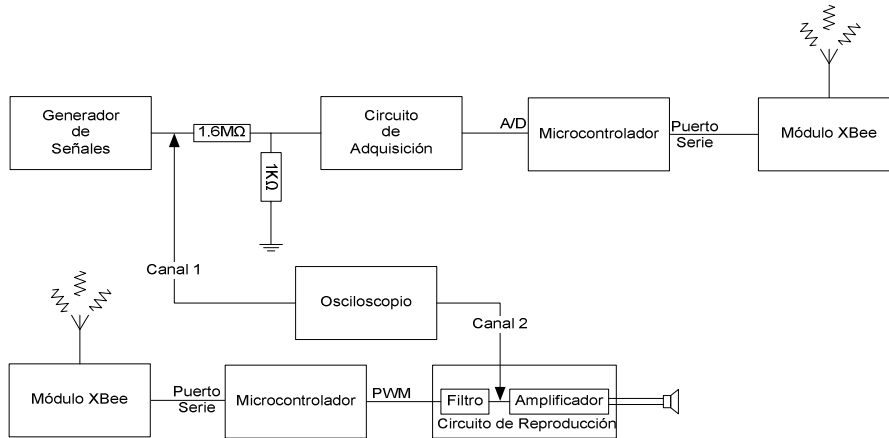 Generador
de
Señales
1.6MΩ
1KΩ
Circuito
de
Adquisición
A/D
Microcontrolador
Puerto
Serie
Módulo XBee
Canal 1
Osciloscopio
Canal 2
Módulo XBee
Puerto
Serie
Microcontrolador
PWM
Filtro
Amplificador
Circuito de Reproducción